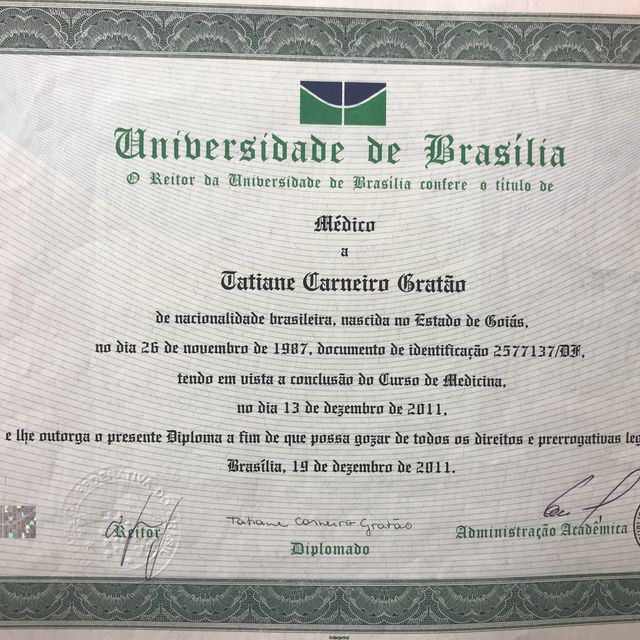 Universidade de Brasília
O Reitor da Universidade de Brasília confere o título de
Médico
a
Tatiane Carneiro Gratão
de nacionalidade brasileira, nascida no Estado de Goiás,
no dia 26 de novembro de 1987, documento de identificação 2577137/DF,
tendo em vista a conclusão do Curso de Medicina,
no dia 13 de dezembro de 2011,
e lhe outorga o presente Diploma a fim de que possa gozar de todos os direitos e prerrogativas leg
Brasília, 19 de dezembro de 2011.
Tatiane Carneiro Gratão
Reitor
Diplomado
Administração Acadêmica
Interprint